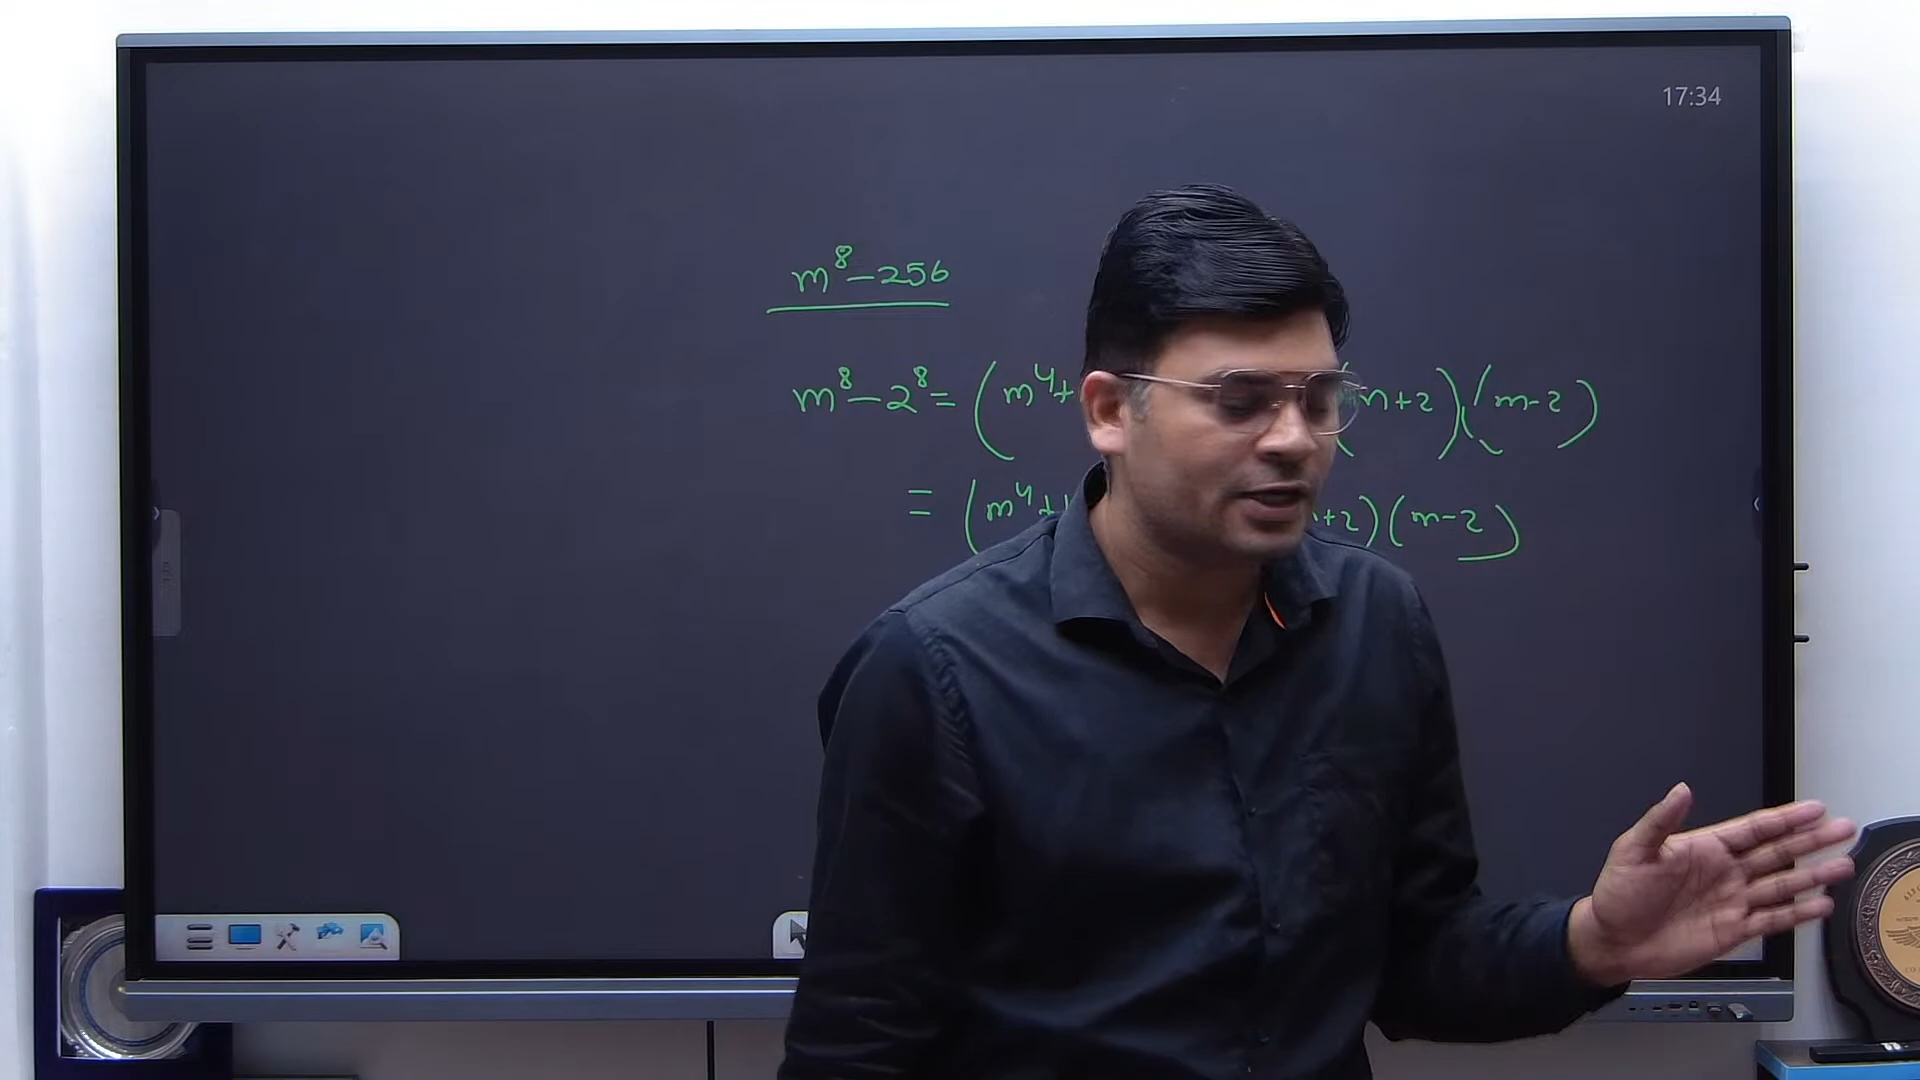 17:34
m⁸-256
m⁸-2⁸= (m⁴+ m+2)(m-2)
= (m⁴+ +2)(m-2)